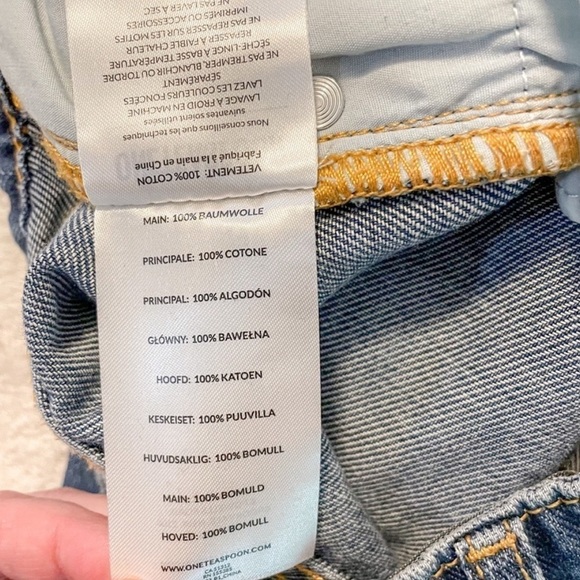 VETEMENT: 100% COTON
Fabriqué à la main en Chine
Nous conseillons que les techniques
suivantes soient utilisées
LAVAGE À FROID EN MACHINE
LAVEZ LES COULEURS FONCÉES
SÉPARÉMENT
NE PAS TREMPER, BLANCHIR OU TORDRE
SÈCHE-LINGE BASSE TEMPÉRATURE
REPASSER À FAIBLE CHALEUR
NE PAS REPASSER SUR LES MOTIFS
IMPRIMÉS OU ACCESSOIRES
NE PAS LAVER À SEC
MAIN: 100% BAUMWOLLE
PRINCIPALE: 100% COTONE
PRINCIPAL: 100% ALGODÓN
GŁÓWNY: 100% BAWEŁNA
HOOFD: 100% KATOEN
KESKEISET: 100% PUUVILLA
HUVUDSAKLIG: 100% BOMULL
MAIN: 100% BOMULD
HOVED: 100% BOMULL
WWW.ONETEASPOON.COM